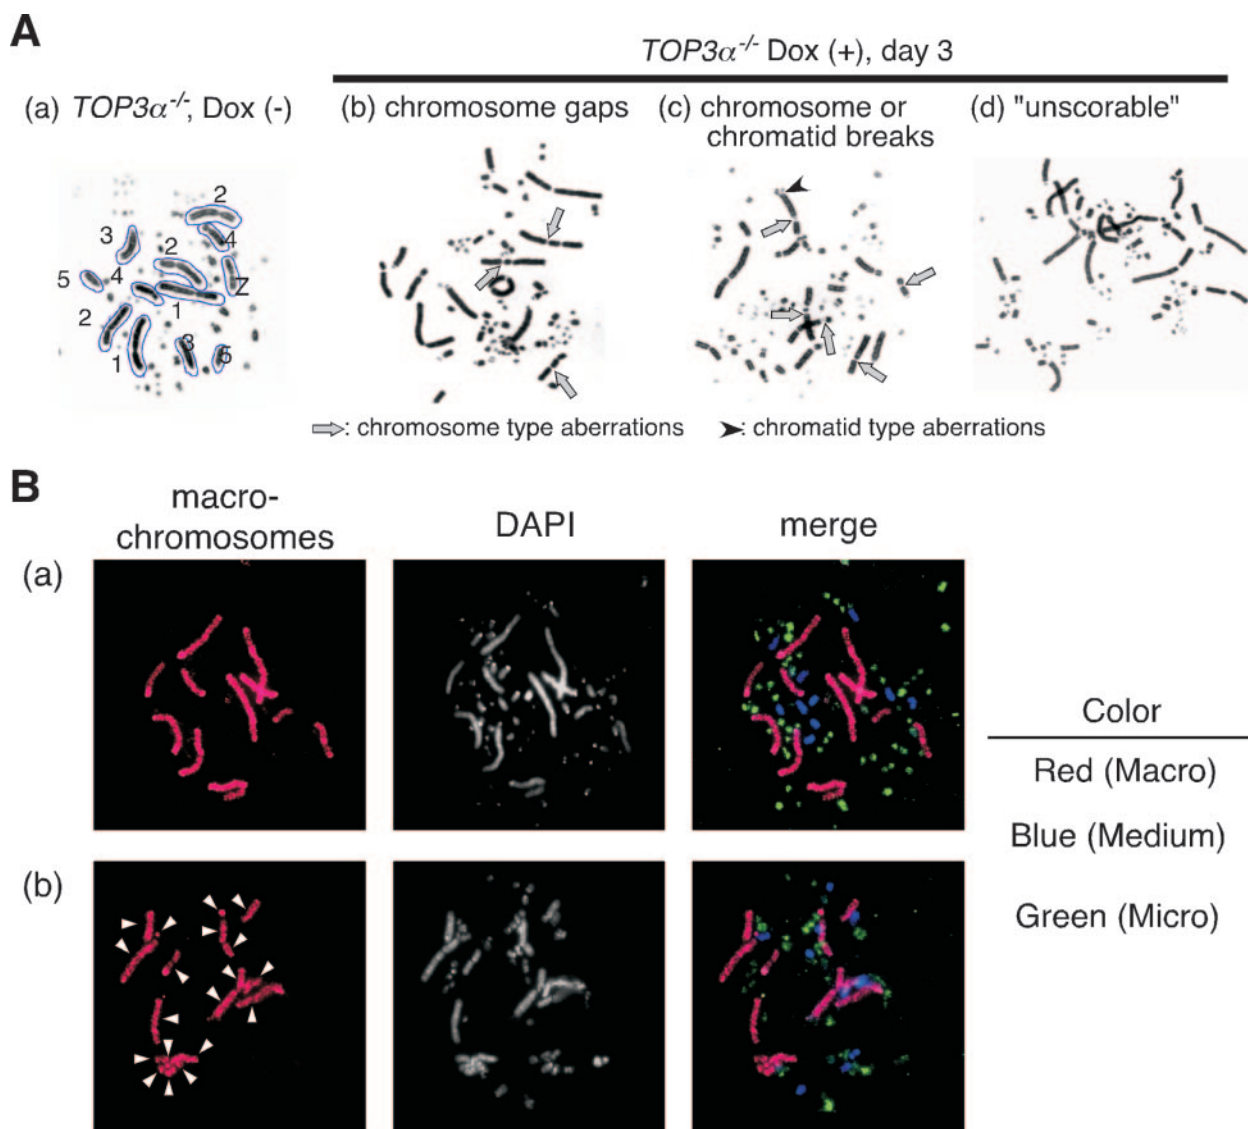 A
TOP3α-/- Dox (+), day 3
(a) TOP3α-/-, Dox (-)
(b) chromosome gaps
(c) chromosome or
chromatid breaks
(d) "unscorable"
2
3
4
2
5
4
Z
1
2
1
3
5
: chromosome type aberrations
: chromatid type aberrations
B
macro-
chromosomes
DAPI
merge
(a)
(b)
Color
Red (Macro)
Blue (Medium)
Green (Micro)